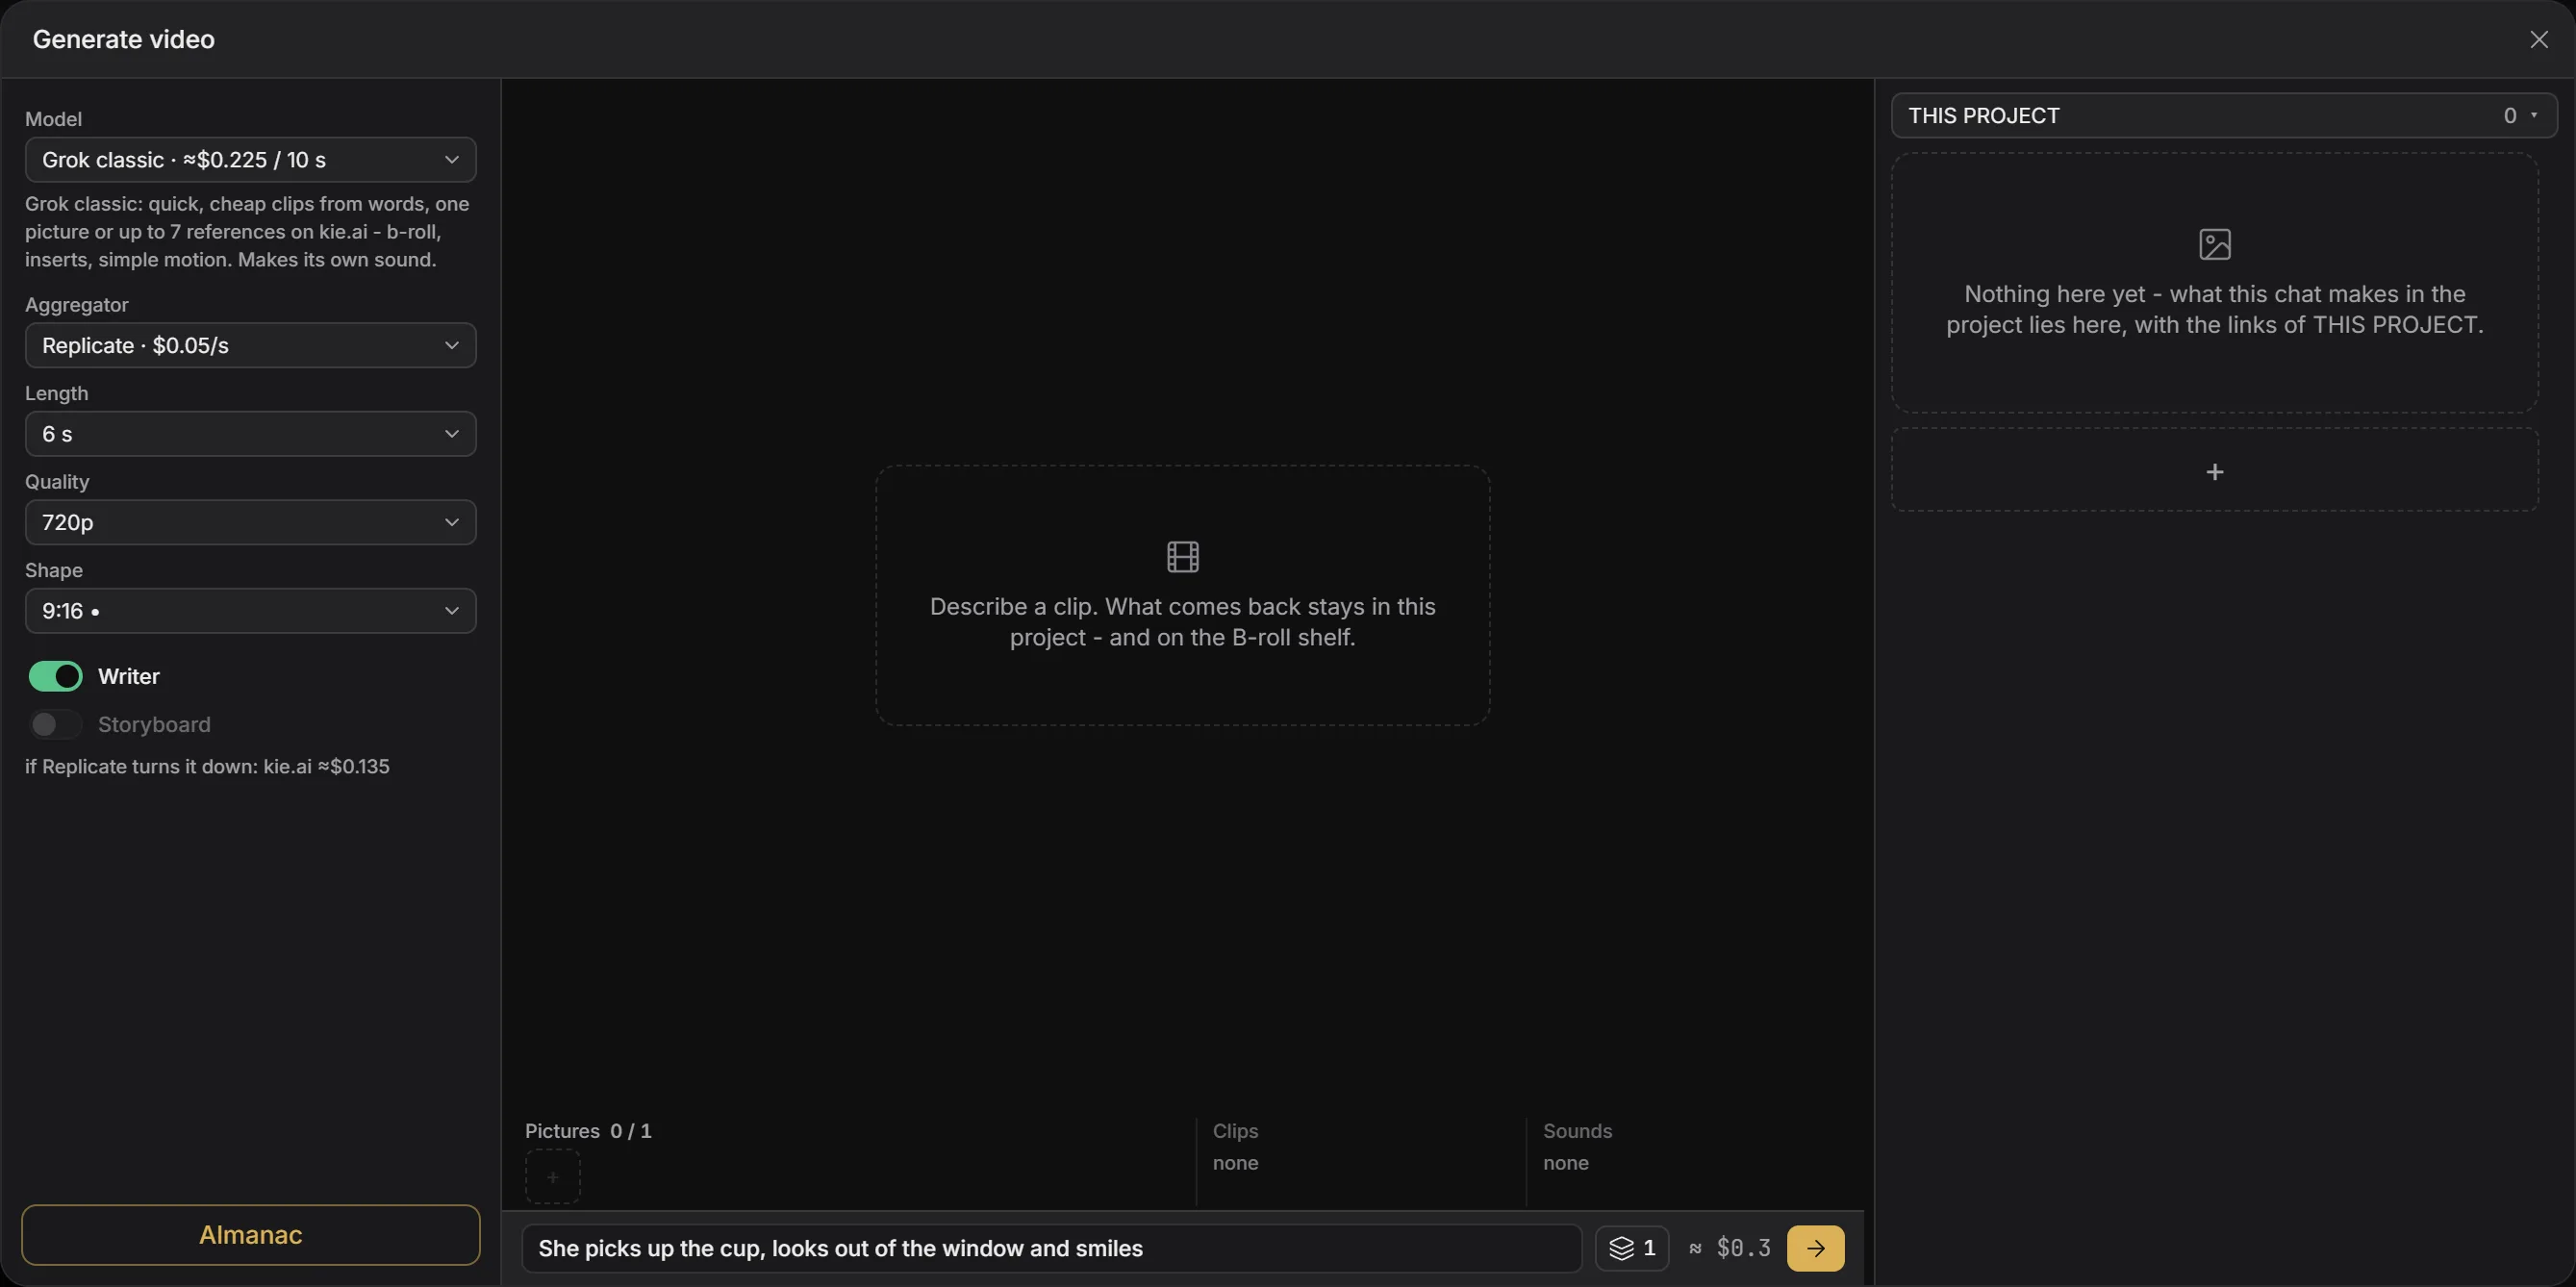 Generate video
Model
Grok classic · ≈$0.225 / 10 s
Grok classic: quick, cheap clips from words, one
picture or up to 7 references on kie.ai - b-roll,
inserts, simple motion. Makes its own sound.
Aggregator
Replicate · $0.05/s
Length
6 s
Quality
720p
Shape
9:16 •
Writer
Storyboard
if Replicate turns it down: kie.ai ≈$0.135
Almanac
Describe a clip. What comes back stays in this
project - and on the B-roll shelf.
Pictures 0 / 1
+
Clips
none
Sounds
none
She picks up the cup, looks out of the window and smiles
1
≈ $0.3
THIS PROJECT 0
Nothing here yet - what this chat makes in the
project lies here, with the links of THIS PROJECT.
+